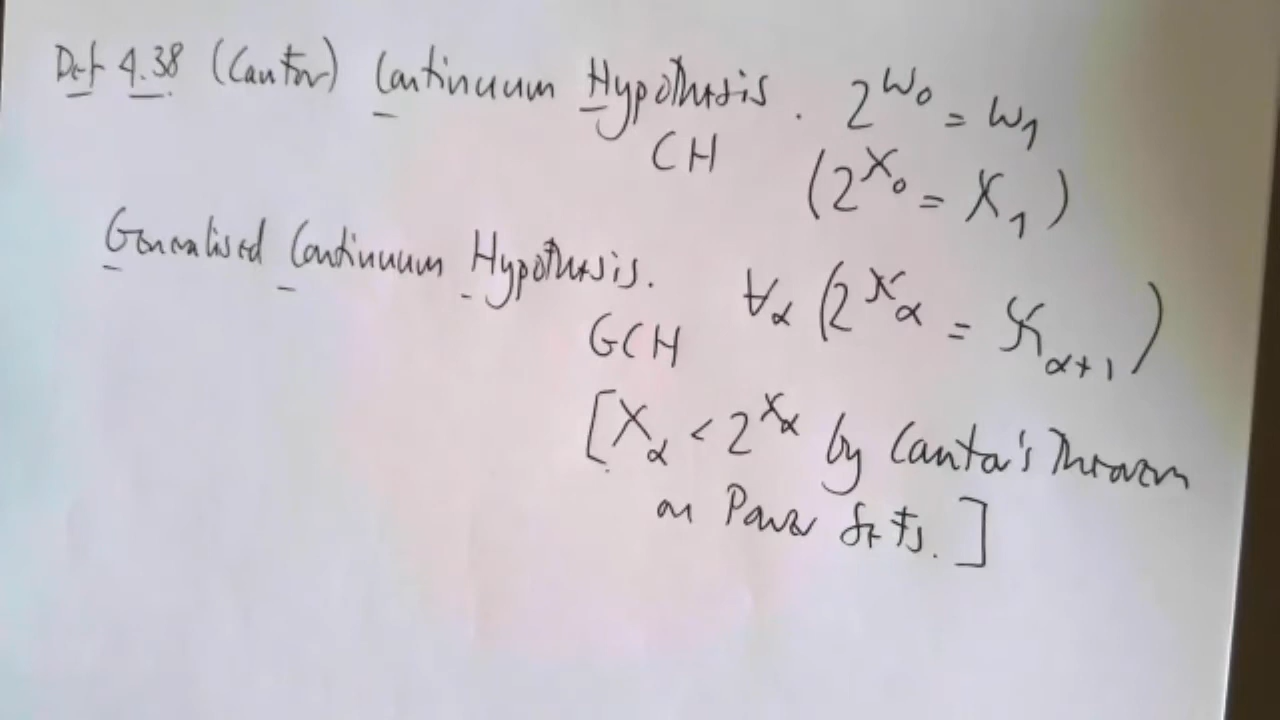 Def 4.38 (Cantor) Continuum Hypothesis. 2^ω₀ = ω₁
CH (2^ℵ₀ = ℵ₁)
Generalised Continuum Hypothesis. ∀α (2^ℵα = ℵα+1)
GCH
[ℵα < 2^ℵα by Cantor's Theorem
on Power Sets.]